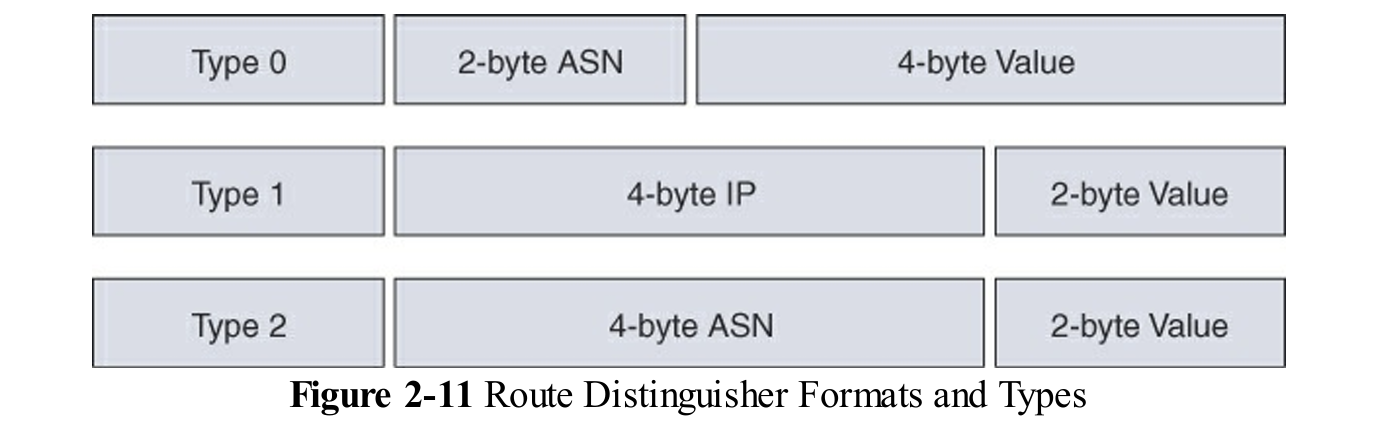 Type 0 2-byte ASN 4-byte Value
Type 1 4-byte IP 2-byte Value
Type 2 4-byte ASN 2-byte Value
Figure 2-11 Route Distinguisher Formats and Types